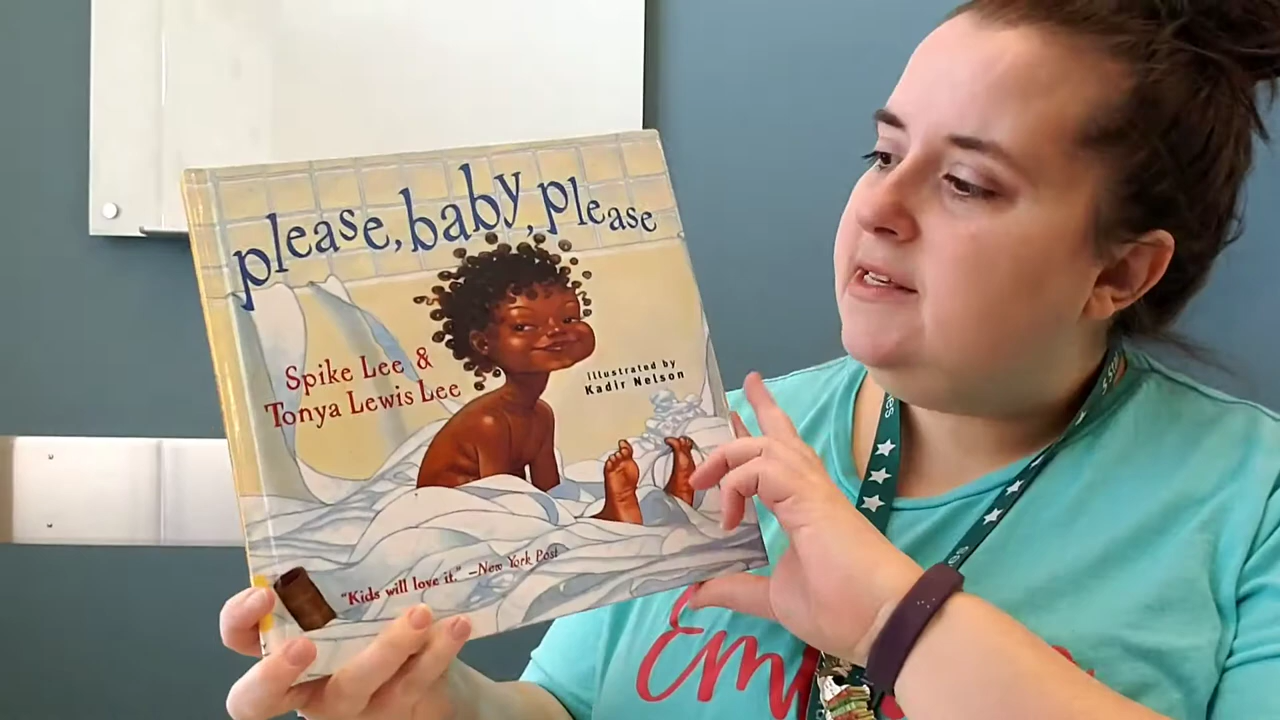 please, baby, please
Spike Lee &
Tonya Lewis Lee
illustrated by
Kadir Nelson
"Kids will love it." —New York Post